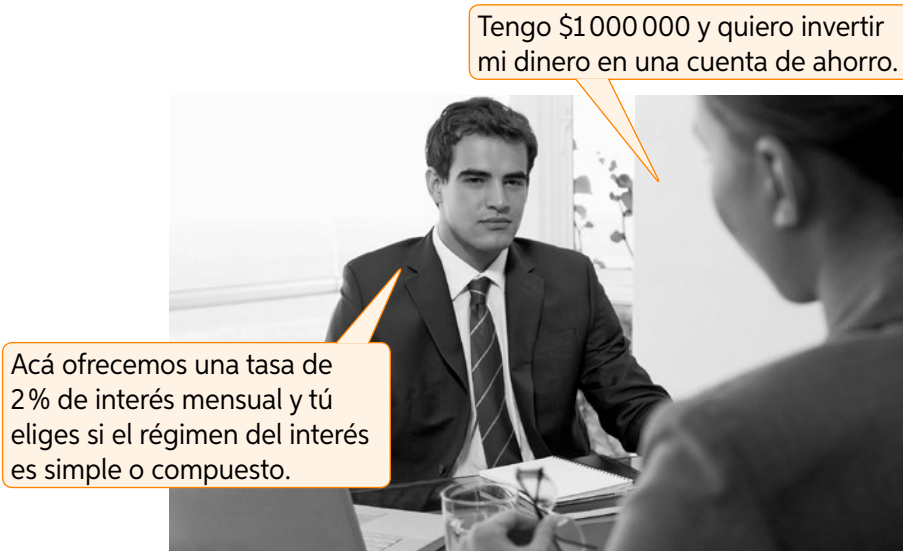 Tengo $1 000 000 y quiero invertir
mi dinero en una cuenta de ahorro.
Acá ofrecemos una tasa de
2 % de interés mensual y tú
eliges si el régimen del interés
es simple o compuesto.